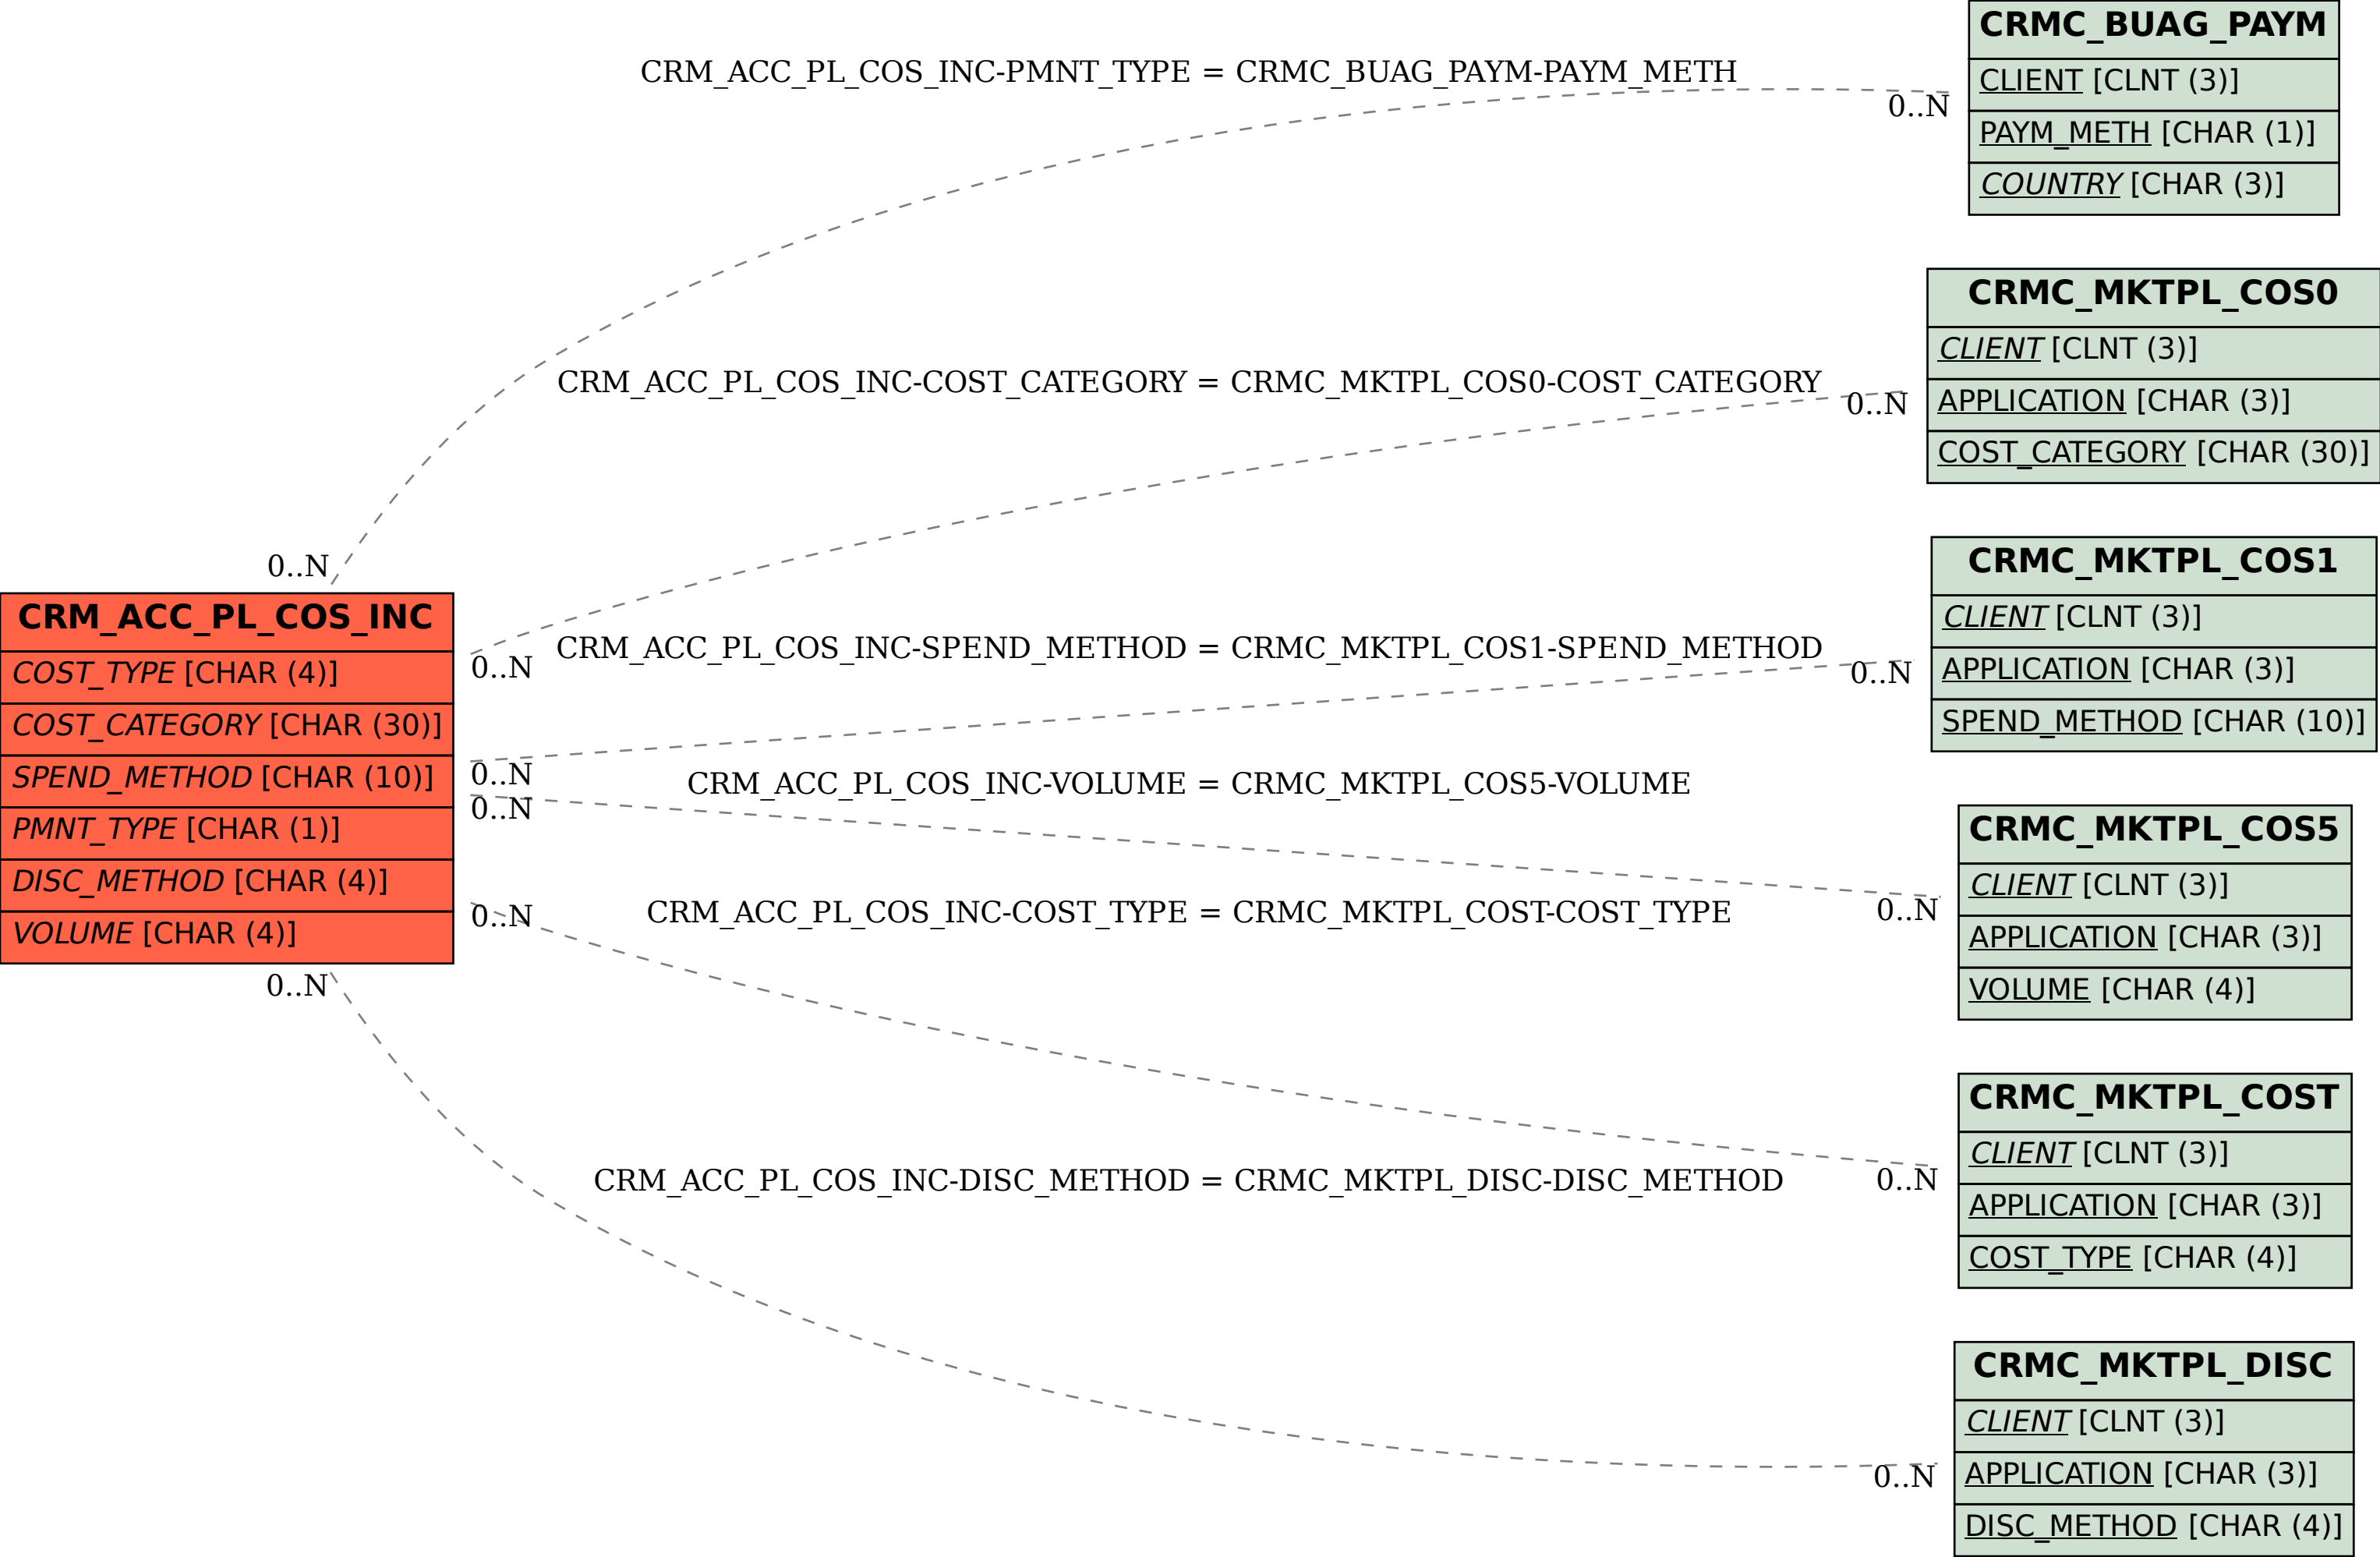 CRMC_BUAG_PAYM
CLIENT [CLNT (3)]
PAYM_METH [CHAR (1)]
COUNTRY [CHAR (3)]
CRM_ACC_PL_COS_INC-PMNT_TYPE = CRMC_BUAG_PAYM-PAYM_METH
0..N
0..N
CRMC_MKTPL_COS0
CLIENT [CLNT (3)]
APPLICATION [CHAR (3)]
COST_CATEGORY [CHAR (30)]
CRM_ACC_PL_COS_INC-COST_CATEGORY = CRMC_MKTPL_COS0-COST_CATEGORY
0..N
0..N
CRMC_MKTPL_COS1
CLIENT [CLNT (3)]
APPLICATION [CHAR (3)]
SPEND_METHOD [CHAR (10)]
CRM_ACC_PL_COS_INC-SPEND_METHOD = CRMC_MKTPL_COS1-SPEND_METHOD
0..N
0..N
CRM_ACC_PL_COS_INC
COST_TYPE [CHAR (4)]
COST_CATEGORY [CHAR (30)]
SPEND_METHOD [CHAR (10)]
PMNT_TYPE [CHAR (1)]
DISC_METHOD [CHAR (4)]
VOLUME [CHAR (4)]
CRM_ACC_PL_COS_INC-VOLUME = CRMC_MKTPL_COS5-VOLUME
0..N
0..N
CRMC_MKTPL_COS5
CLIENT [CLNT (3)]
APPLICATION [CHAR (3)]
VOLUME [CHAR (4)]
CRM_ACC_PL_COS_INC-COST_TYPE = CRMC_MKTPL_COST-COST_TYPE
0..N
0..N
CRMC_MKTPL_COST
CLIENT [CLNT (3)]
APPLICATION [CHAR (3)]
COST_TYPE [CHAR (4)]
CRM_ACC_PL_COS_INC-DISC_METHOD = CRMC_MKTPL_DISC-DISC_METHOD
0..N
0..N
CRMC_MKTPL_DISC
CLIENT [CLNT (3)]
APPLICATION [CHAR (3)]
DISC_METHOD [CHAR (4)]